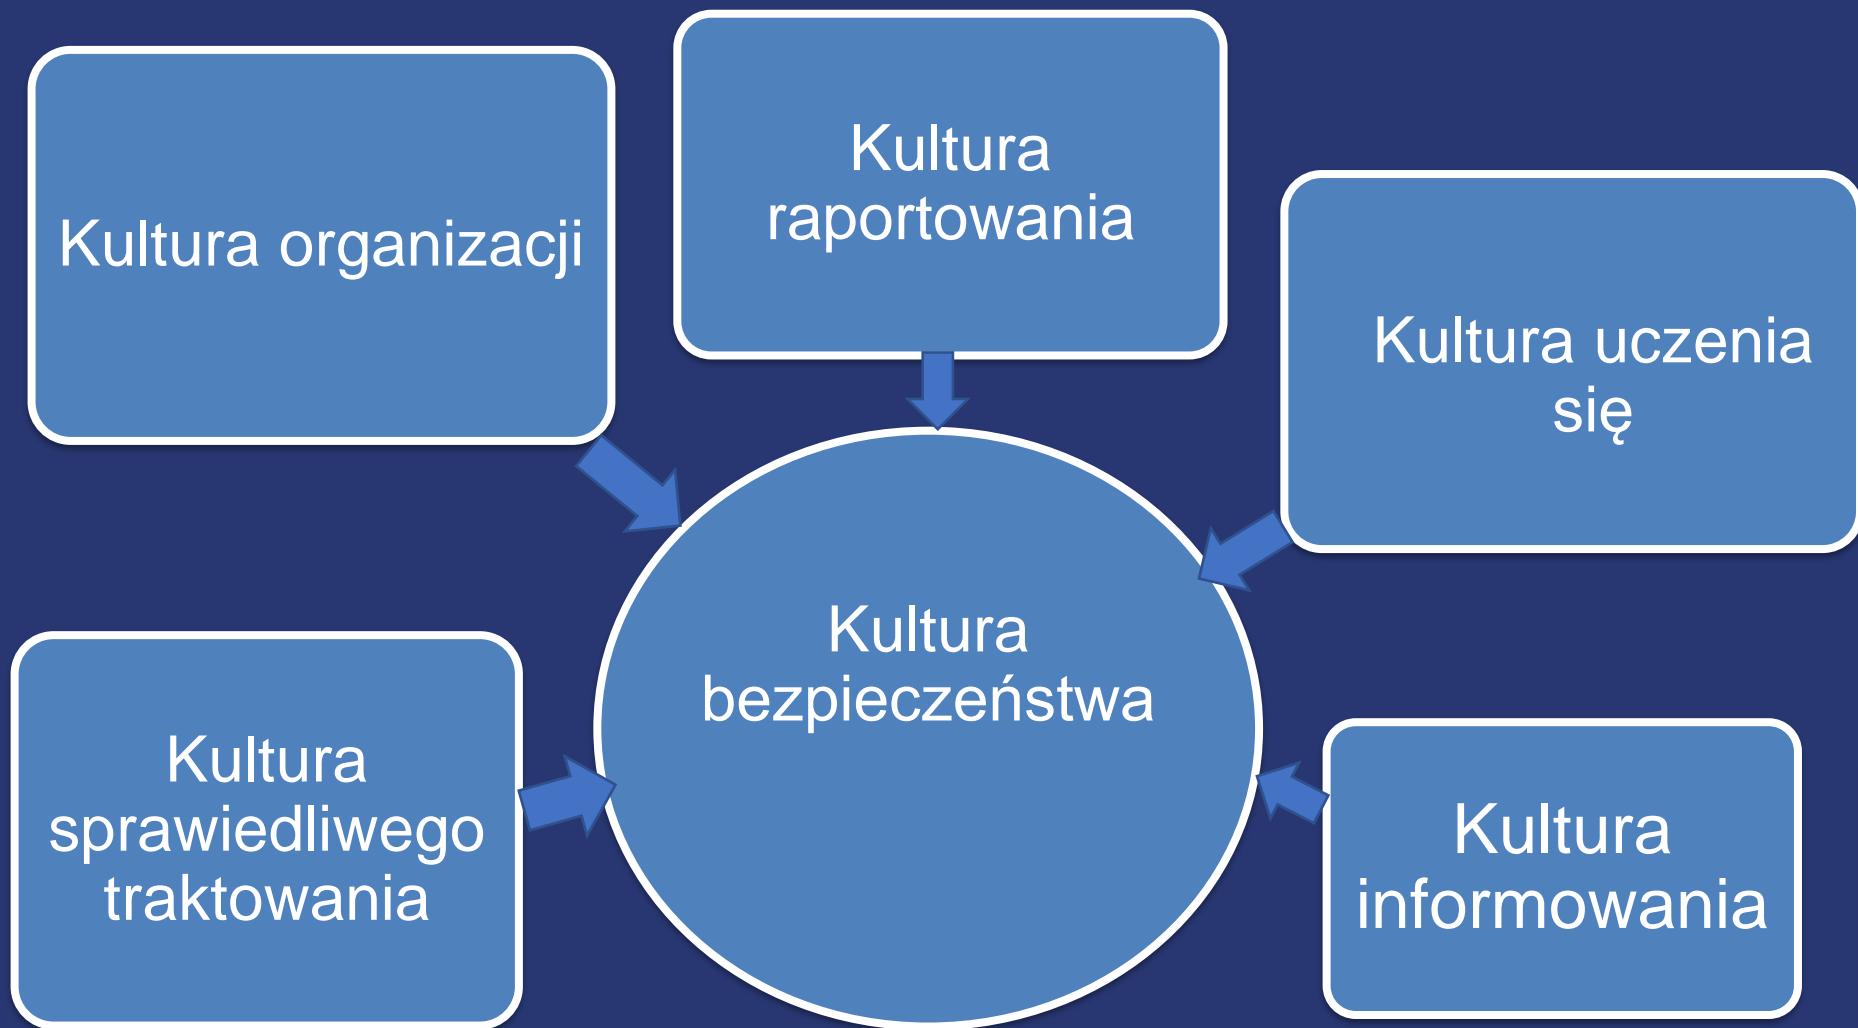 Kultura organizacji
Kultura
raportowania
Kultura uczenia
się
Kultura
bezpieczeństwa
Kultura
sprawiedliwego
traktowania
Kultura
informowania